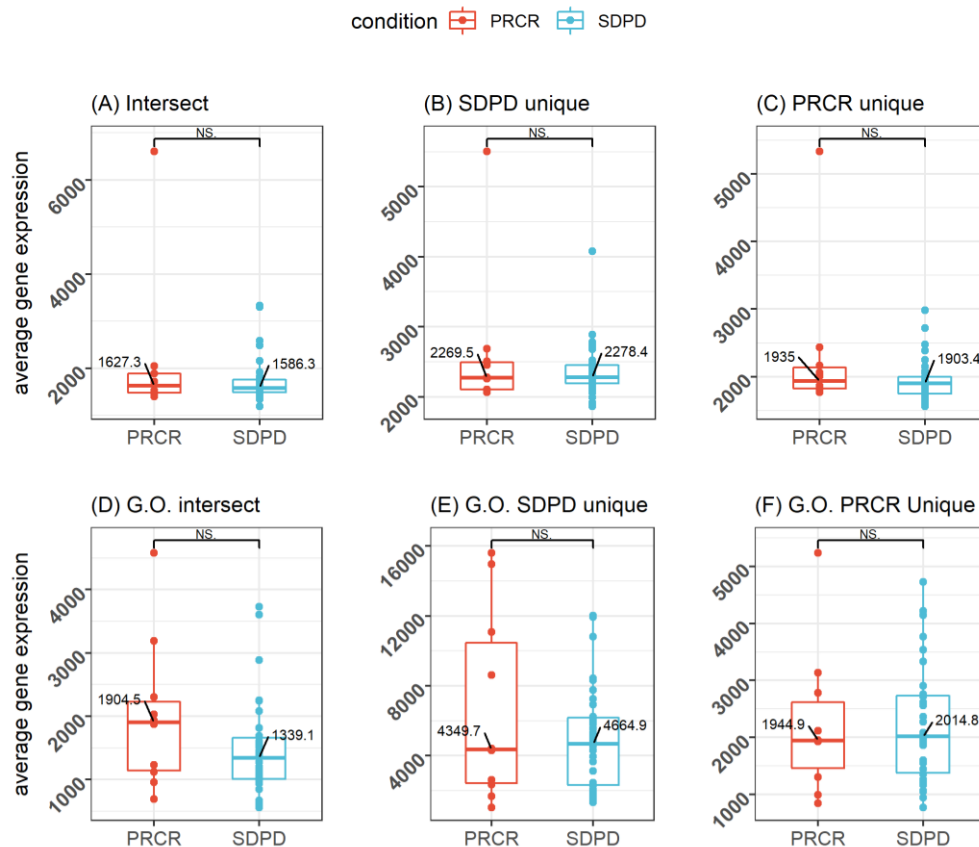 condition PRCR SDPD
(A) Intersect
average gene expression
6000
4000
2000
NS.
1627.3
1586.3
PRCR SDPD
(B) SDPD unique
5000
4000
3000
2000
NS.
2269.5
2278.4
PRCR SDPD
(C) PRCR unique
5000
4000
3000
2000
NS.
1935
1903.4
PRCR SDPD
(D) G.O. intersect
average gene expression
4000
3000
2000
1000
NS.
1904.5
1339.1
PRCR SDPD
(E) G.O. SDPD unique
16000
12000
8000
4000
NS.
4349.7
4664.9
PRCR SDPD
(F) G.O. PRCR Unique
5000
4000
3000
2000
1000
NS.
1944.9
2014.8
PRCR SDPD